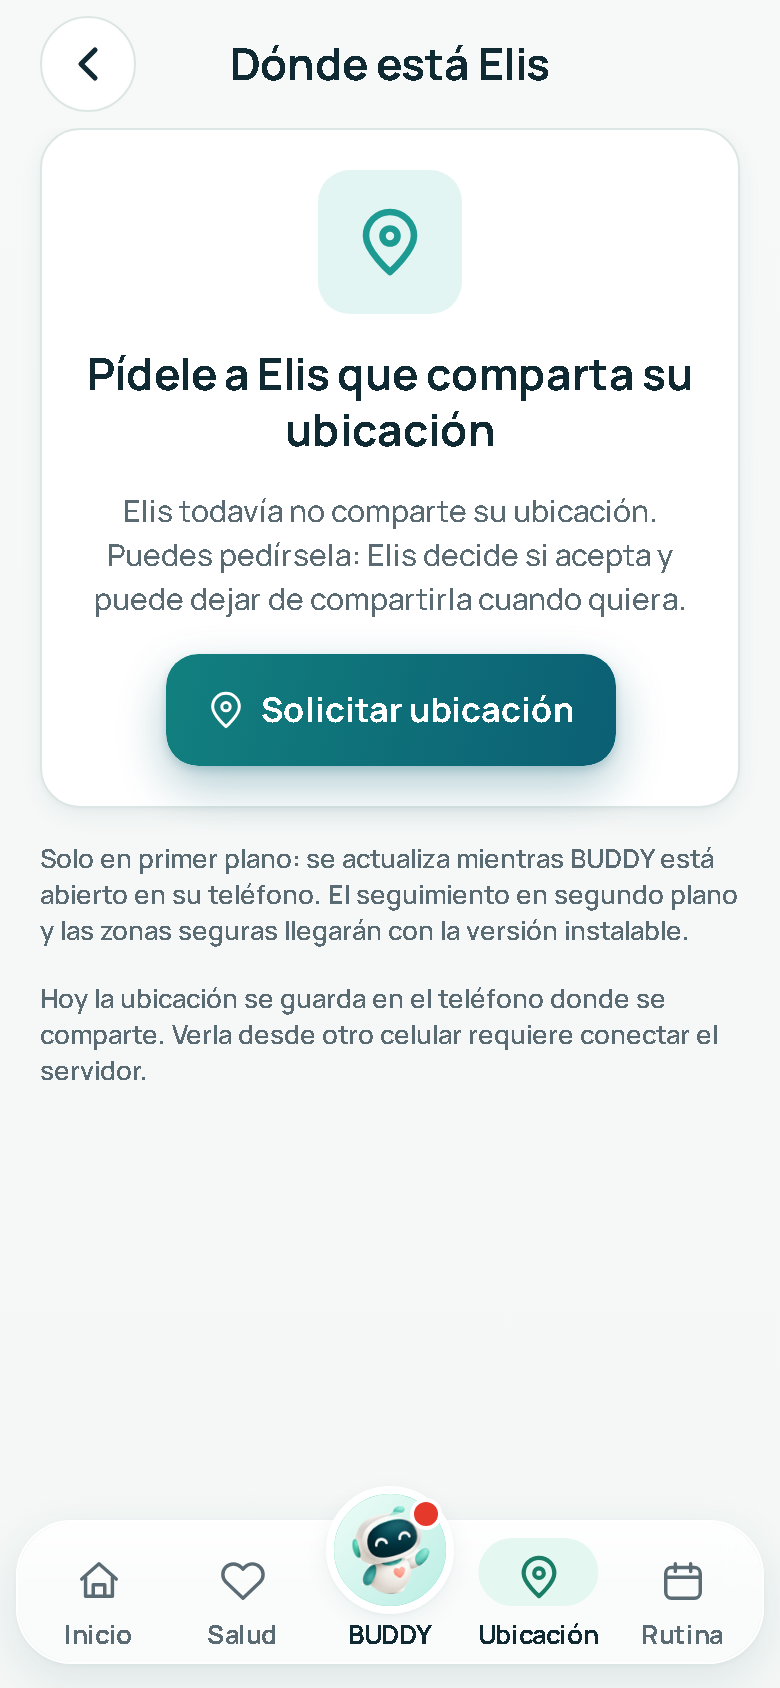 Dónde está Elis
Pídele a Elis que comparta su
ubicación
Elis todavía no comparte su ubicación.
Puedes pedírsela: Elis decide si acepta y
puede dejar de compartirla cuando quiera.
Solicitar ubicación
Solo en primer plano: se actualiza mientras BUDDY está
abierto en su teléfono. El seguimiento en segundo plano
y las zonas seguras llegarán con la versión instalable.
Hoy la ubicación se guarda en el teléfono donde se
comparte. Verla desde otro celular requiere conectar el
servidor.
Inicio
Salud
BUDDY
Ubicación
Rutina